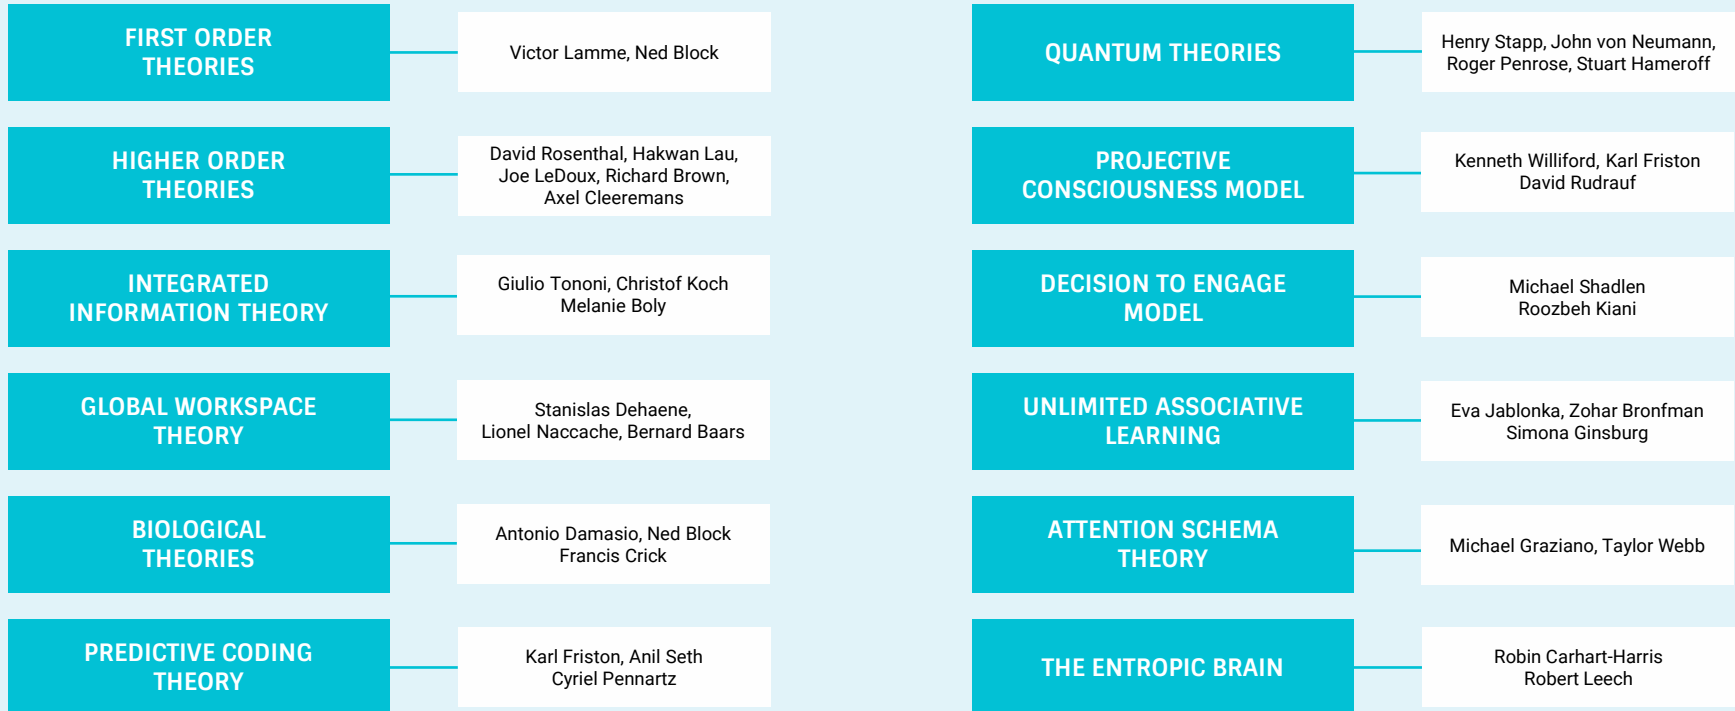 FIRST ORDER
THEORIES
Victor Lamme, Ned Block
HIGHER ORDER
THEORIES
David Rosenthal, Hakwan Lau,
Joe LeDoux, Richard Brown,
Axel Cleeremans
INTEGRATED
INFORMATION THEORY
Giulio Tononi, Christof Koch
Melanie Boly
GLOBAL WORKSPACE
THEORY
Stanislas Dehaene,
Lionel Naccache, Bernard Baars
BIOLOGICAL
THEORIES
Antonio Damasio, Ned Block
Francis Crick
PREDICTIVE CODING
THEORY
Karl Friston, Anil Seth
Cyriel Pennartz
QUANTUM THEORIES
Henry Stapp, John von Neumann,
Roger Penrose, Stuart Hameroff
PROJECTIVE
CONSCIOUSNESS MODEL
Kenneth Williford, Karl Friston
David Rudrauf
DECISION TO ENGAGE
MODEL
Michael Shadlen
Roozbeh Kiani
UNLIMITED ASSOCIATIVE
LEARNING
Eva Jablonka, Zohar Bronfman
Simona Ginsburg
ATTENTION SCHEMA
THEORY
Michael Graziano, Taylor Webb
THE ENTROPIC BRAIN
Robin Carhart-Harris
Robert Leech